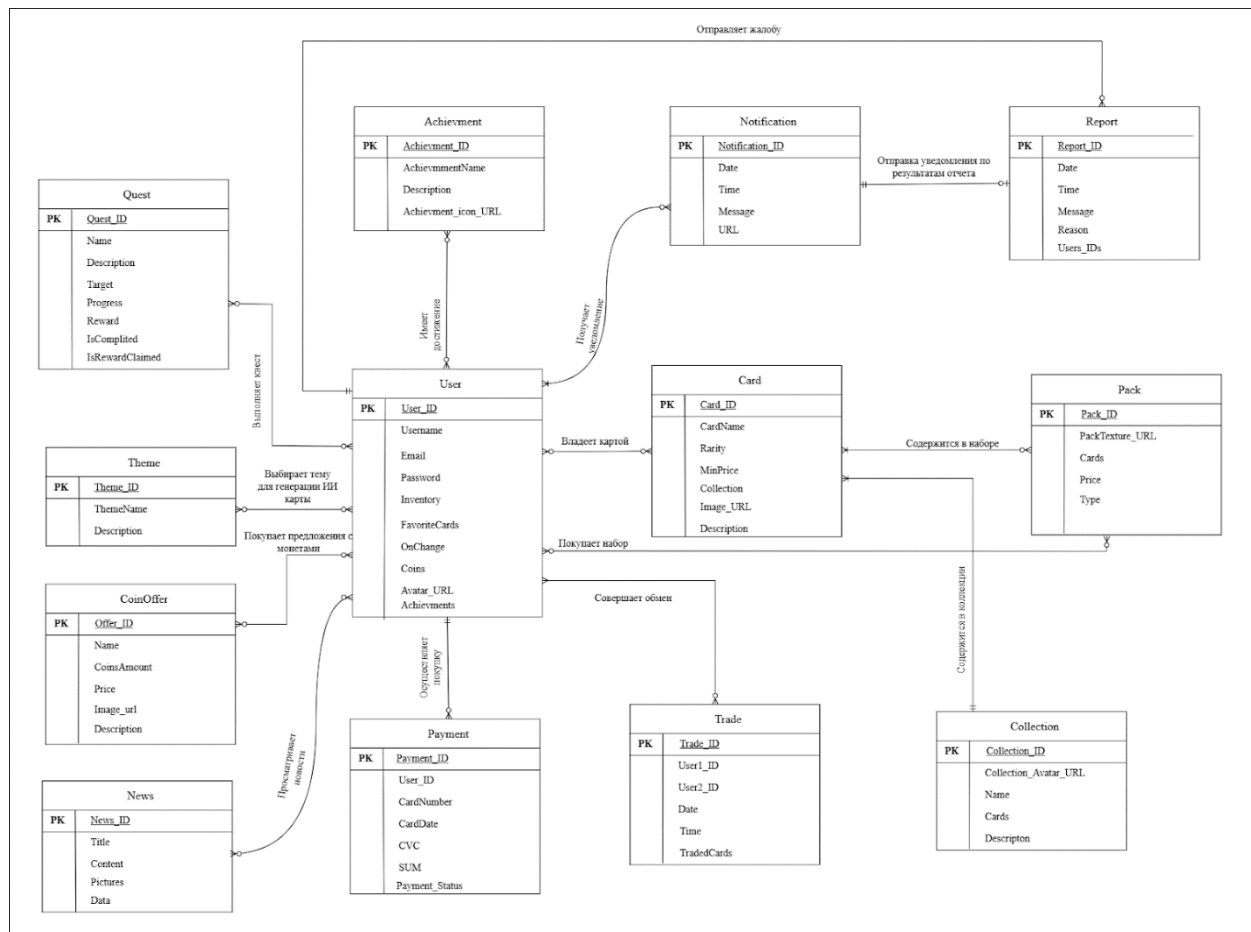 Отправляет жалобу
Achievment
PK Achievment_ID
AchievmmentName
Description
Achievment_icon_URL
Notification
PK Notification_ID
Date
Time
Message
URL
Отправка уведомления по
результатам отчета
Report
PK Report_ID
Date
Time
Message
Reason
Users_IDs
Quest
PK Quest_ID
Name
Description
Target
Progress
Reward
IsComplited
IsRewardClaimed
Выполняет квест
Имеет
достижение
Получает
уведомление
User
PK User_ID
Username
Email
Password
Inventory
FavoriteCards
OnChange
Coins
Avatar_URL
Achievments
Владеет картой
Card
PK Card_ID
CardName
Rarity
MinPrice
Collection
Image_URL
Description
Содержится в наборе
Pack
PK Pack_ID
PackTexture_URL
Cards
Price
Type
Theme
PK Theme_ID
ThemeName
Description
Выбирает тему
для генерации ИИ
карты
Покупает предложения с
монетами
Покупает набор
Совершает обмен
Содержится в коллекции
CoinOffer
PK Offer_ID
Name
CoinsAmount
Price
Image_url
Description
Осуществляет
покупку
Просматривает
новости
News
PK News_ID
Title
Content
Pictures
Data
Payment
PK Payment_ID
User_ID
CardNumber
CardDate
CVC
SUM
Payment_Status
Trade
PK Trade_ID
User1_ID
User2_ID
Date
Time
TradedCards
Collection
PK Collection_ID
Collection_Avatar_URL
Name
Cards
Descripton